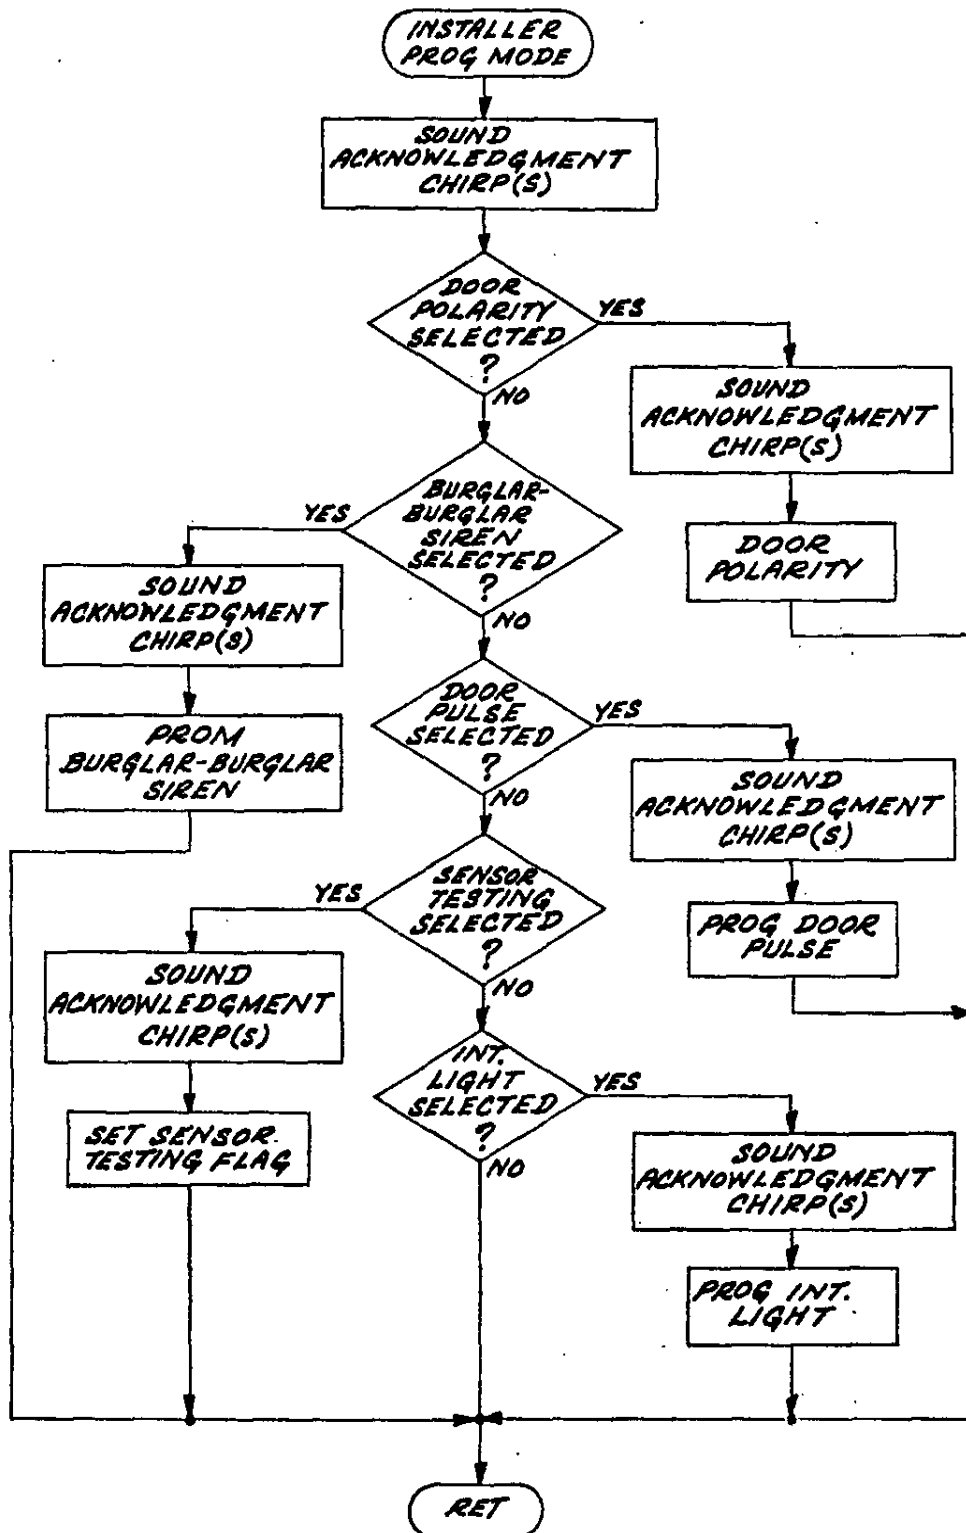 INSTALLER
PROG MODE
SOUND
ACKNOWLEDGMENT
CHIRP(S)
DOOR
POLARITY
SELECTED
?
YES
NO
SOUND
ACKNOWLEDGMENT
CHIRP(S)
DOOR
POLARITY
BURGLAR-
BURGLAR
SIREN
SELECTED
?
YES
NO
SOUND
ACKNOWLEDGMENT
CHIRP(S)
PROM
BURGLAR-BURGLAR
SIREN
DOOR
PULSE
SELECTED
?
YES
NO
SOUND
ACKNOWLEDGMENT
CHIRP(S)
PROG DOOR
PULSE
SENSOR
TESTING
SELECTED
?
YES
NO
SOUND
ACKNOWLEDGMENT
CHIRP(S)
SET SENSOR
TESTING FLAG
INT.
LIGHT
SELECTED
?
YES
NO
SOUND
ACKNOWLEDGMENT
CHIRP(S)
PROG INT.
LIGHT
RET